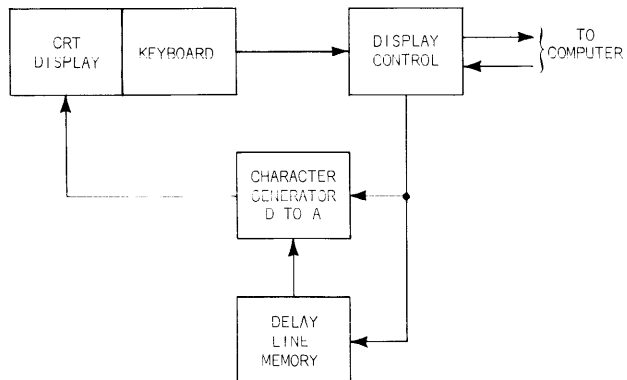 CRT
DISPLAY
KEYBOARD
DISPLAY
CONTROL
TO
COMPUTER
CHARACTER
GENERATOR
D TO A
DELAY
LINE
MEMORY